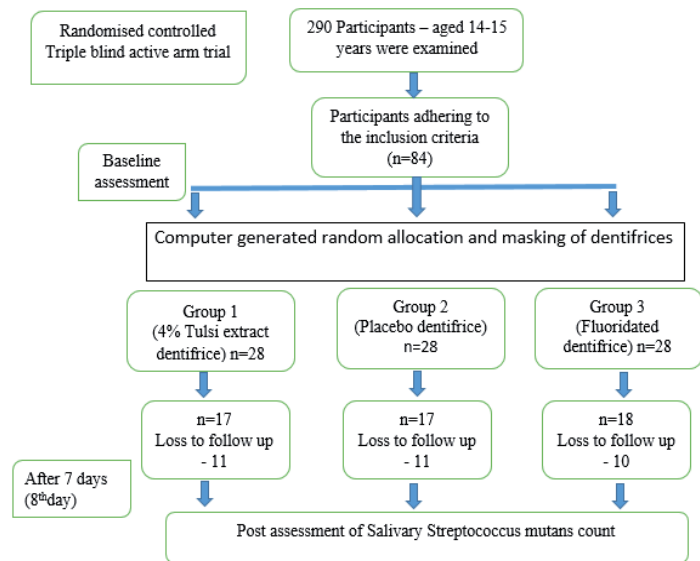 Randomised controlled
Triple blind active arm trial
290 Participants – aged 14-15
years were examined
Participants adhering to
the inclusion criteria
(n=84)
Baseline
assessment
Computer generated random allocation and masking of dentifrices
Group 1
(4% Tulsi extract
dentifrice) n=28
Group 2
(Placebo dentifrice)
n=28
Group 3
(Fluoridated
dentifrice) n=28
n=17
Loss to follow up
- 11
n=17
Loss to follow up
- 11
n=18
Loss to follow up
- 10
After 7 days
(8thday)
Post assessment of Salivary Streptococcus mutans count